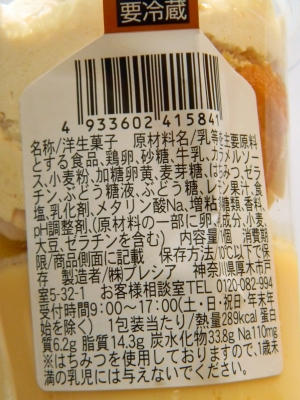 要冷蔵
4 933602 415841
名称/洋生菓子 原材料名/乳等を主要原料
とする食品、鶏卵、砂糖、牛乳、カラメルソー
ス、小麦粉、加糖卵黄、麦芽糖、はちみつ、ゼラ
チン、ぶどう糖液、ぶどう糖、レモン果汁、食
塩、乳化剤、メタリン酸Na、増粘多糖類、香料、
pH調整剤、(原材料の一部に卵、乳成分、小麦、
大豆、ゼラチンを含む) 内容量/1個 消費期
限/商品側面に記載 保存方法/10℃以下で保
存 製造者/㈱プレシア 神奈川県厚木市戸
室5-32-1 お客様相談室TEL 0120-082-994
受付時間9:00〜17:00(土・日・祝日・年末年
始を除く) 1包装当たり/熱量289kcal 蛋白
質6.2g 脂質14.3g 炭水化物33.8g Na110mg
※はちみつを使用しておりますので、1歳未
満の乳児には与えないでください。